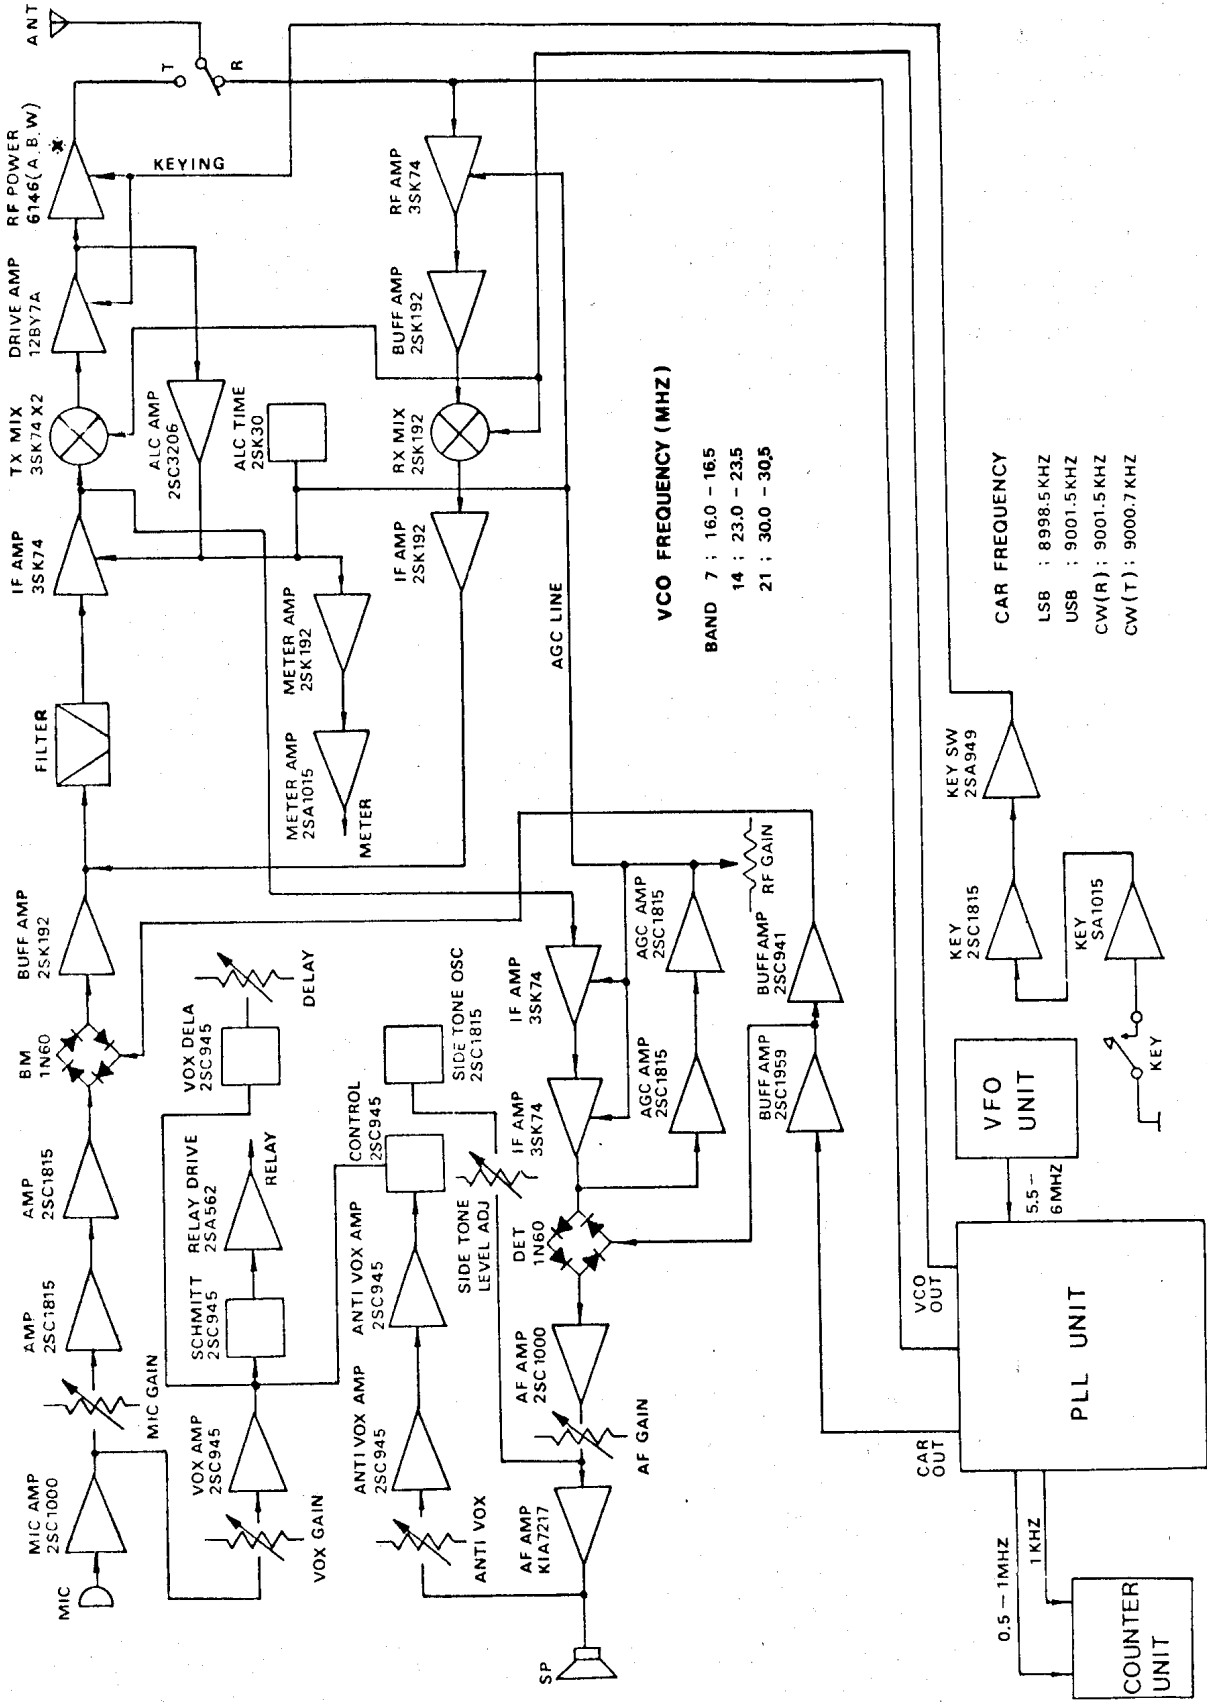 MIC
MIC AMP
2SC1000
MIC GAIN
AMP
2SC1815
AMP
2SC1815
BM
1N60
BUFF AMP
2SK192
FILTER
IF AMP
3SK74
TX MIX
3SK74 X2
DRIVE AMP
12BY7A
RF POWER
6146(A.B.W)
ANT
T
R
KEYING
VOX GAIN
VOX AMP
2SC945
SCHMITT
2SC945
RELAY DRIVE
2SA562
RELAY
VOX DELA
2SC945
DELAY
METER AMP
2SA1015
METER
METER AMP
2SK192
ALC AMP
2SC3206
ALC TIME
2SK30
ANTI VOX
ANTI VOX AMP
2SC945
ANTI VOX AMP
2SC945
CONTROL
2SC945
SIDE TONE OSC
2SC1815
SIDE TONE
LEVEL ADJ
IF AMP
2SK192
RX MIX
2SK192
BUFF AMP
2SK192
RF AMP
3SK74
SP
AF AMP
KIA7217
AF GAIN
AF AMP
2SC1000
DET
1N60
IF AMP
3SK74
IF AMP
3SK74
AGC LINE
AGC AMP
2SC1815
AGC AMP
2SC1815
RF GAIN
BUFF AMP
2SC1959
BUFF AMP
2SC941
VCO FREQUENCY (MHZ)
BAND 7 ; 16.0 – 16.5
14 ; 23.0 – 23.5
21 ; 30.0 – 30.5
CAR
OUT
VCO
OUT
PLL UNIT
5.5 –
6MHZ
VFO
UNIT
0.5 – 1MHZ
1 KHZ
COUNTER
UNIT
KEY
KEY
SA1015
KEY
2SC1815
KEY SW
2SA949
CAR FREQUENCY
LSB ; 8998.5KHZ
USB ; 9001.5KHZ
CW(R) ; 9001.5KHZ
CW(T) ; 9000.7KHZ